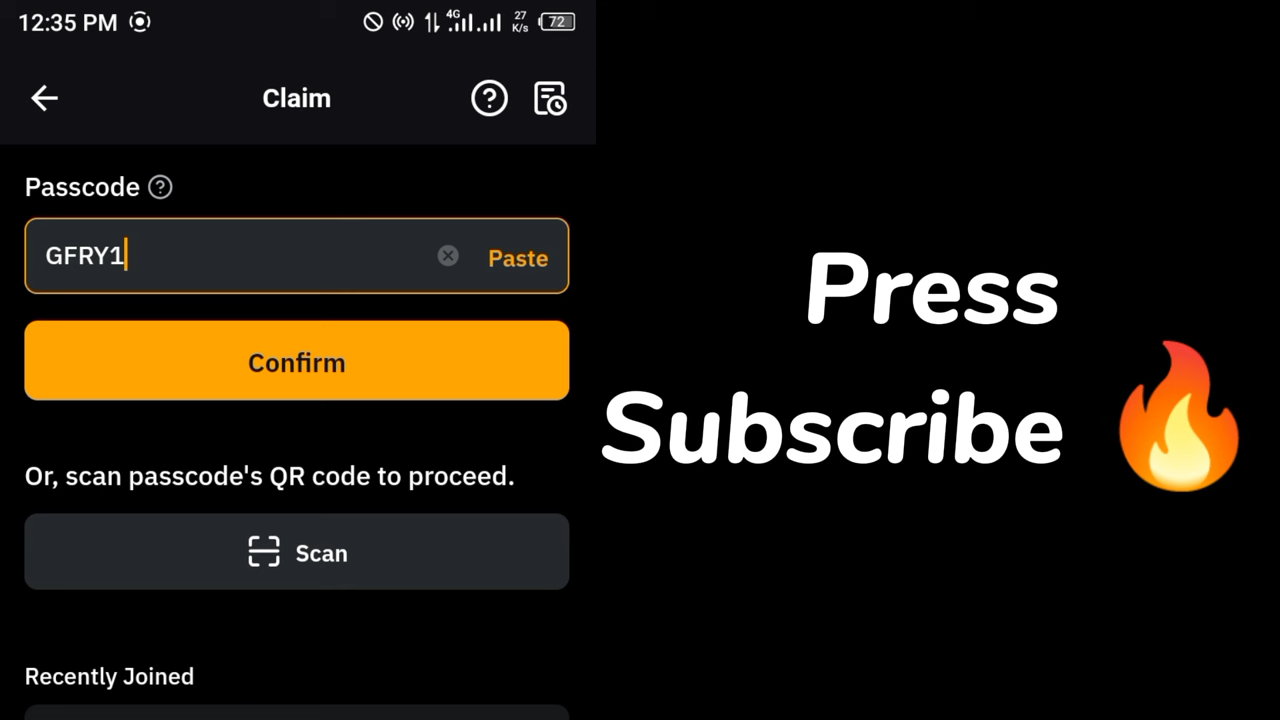 12:35 PM
4G
27
K/s
72
Claim
Passcode
GFRY1
Paste
Confirm
Or, scan passcode's QR code to proceed.
Scan
Recently Joined
Press
Subscribe